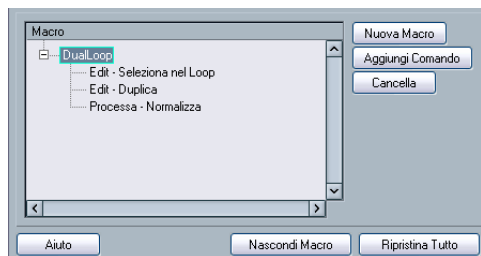 Macro
DualLoop
Edit - Seleziona nel Loop
Edit - Duplica
Processa - Normalizza
Nuova Macro
Aggiungi Comando
Cancella
Aiuto
Nascondi Macro
Ripristina Tutto